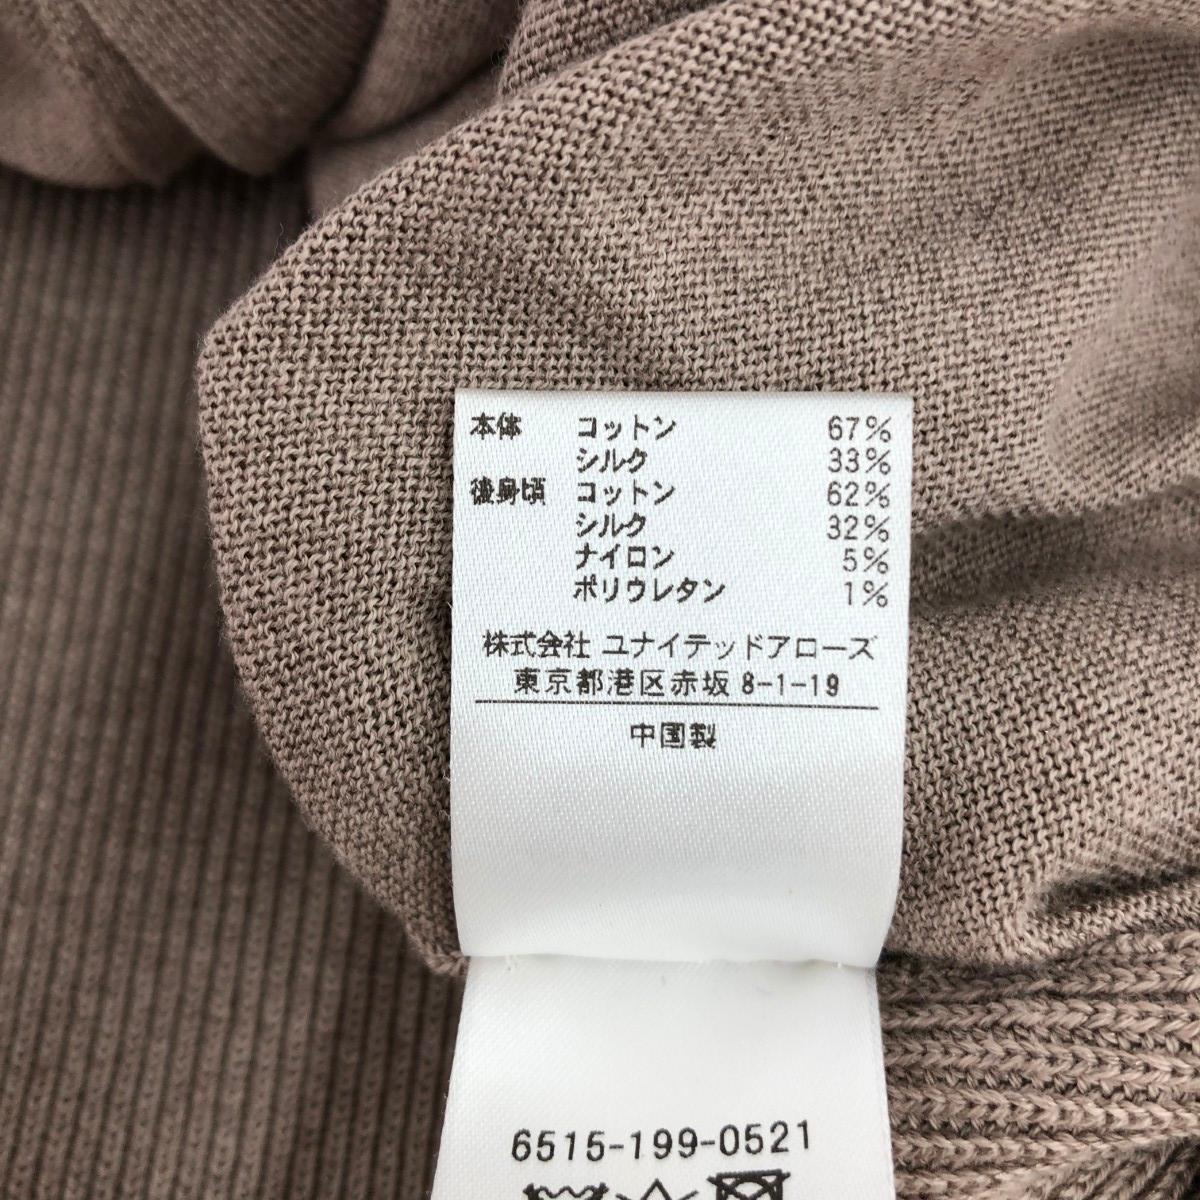 本体 コットン 67%
シルク 33%
後身頃 コットン 62%
シルク 32%
ナイロン 5%
ポリウレタン 1%
株式会社 ユナイテッドアローズ
東京都港区赤坂 8-1-19
中国製
6515-199-0521